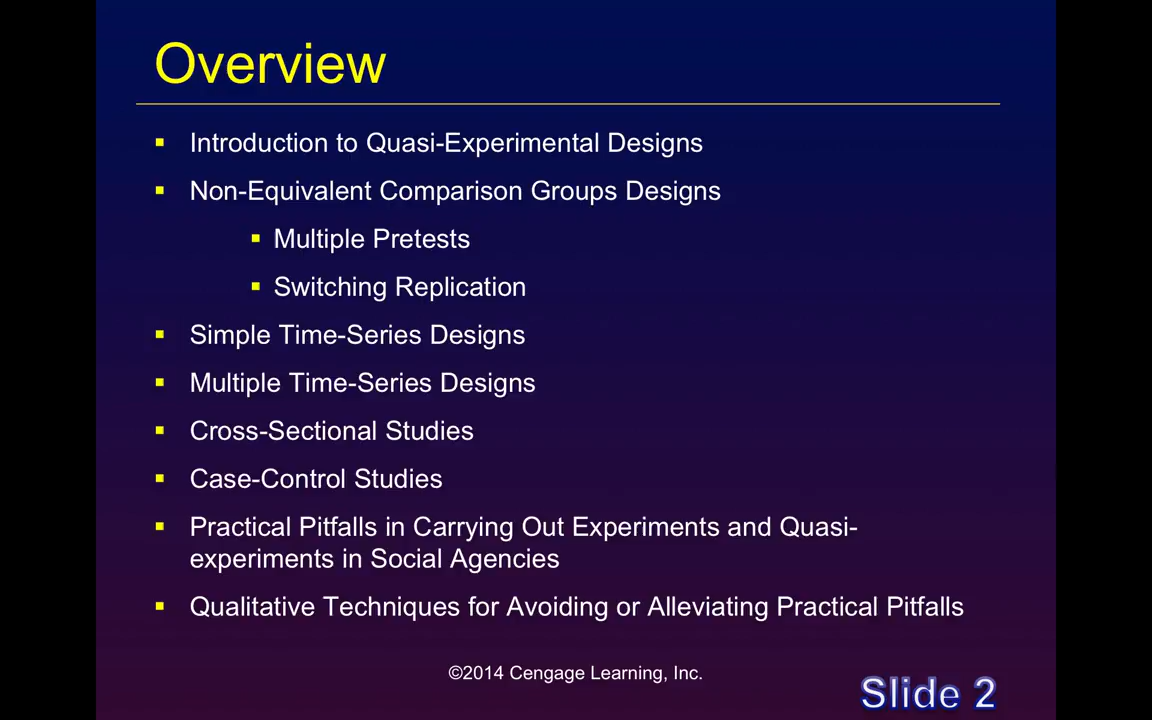 Overview
Introduction to Quasi-Experimental Designs
Non-Equivalent Comparison Groups Designs
Multiple Pretests
Switching Replication
Simple Time-Series Designs
Multiple Time-Series Designs
Cross-Sectional Studies
Case-Control Studies
Practical Pitfalls in Carrying Out Experiments and Quasi-
experiments in Social Agencies
Qualitative Techniques for Avoiding or Alleviating Practical Pitfalls
©2014 Cengage Learning, Inc.
Slide 2